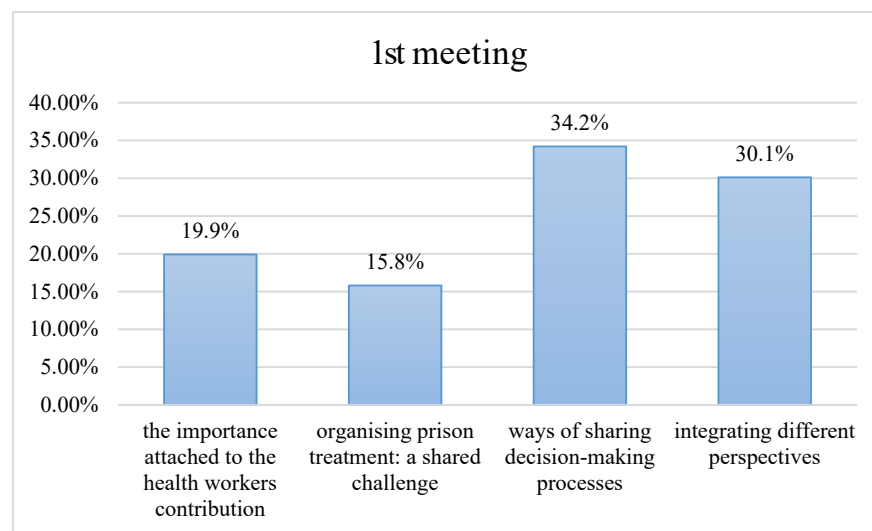 1st meeting
40.00%
35.00%
30.00%
25.00%
20.00%
15.00%
10.00%
5.00%
0.00%
19.9%
15.8%
34.2%
30.1%
the importance
attached to the
health workers
contribution
organising prison
treatment: a shared
challenge
ways of sharing
decision-making
processes
integrating different
perspectives